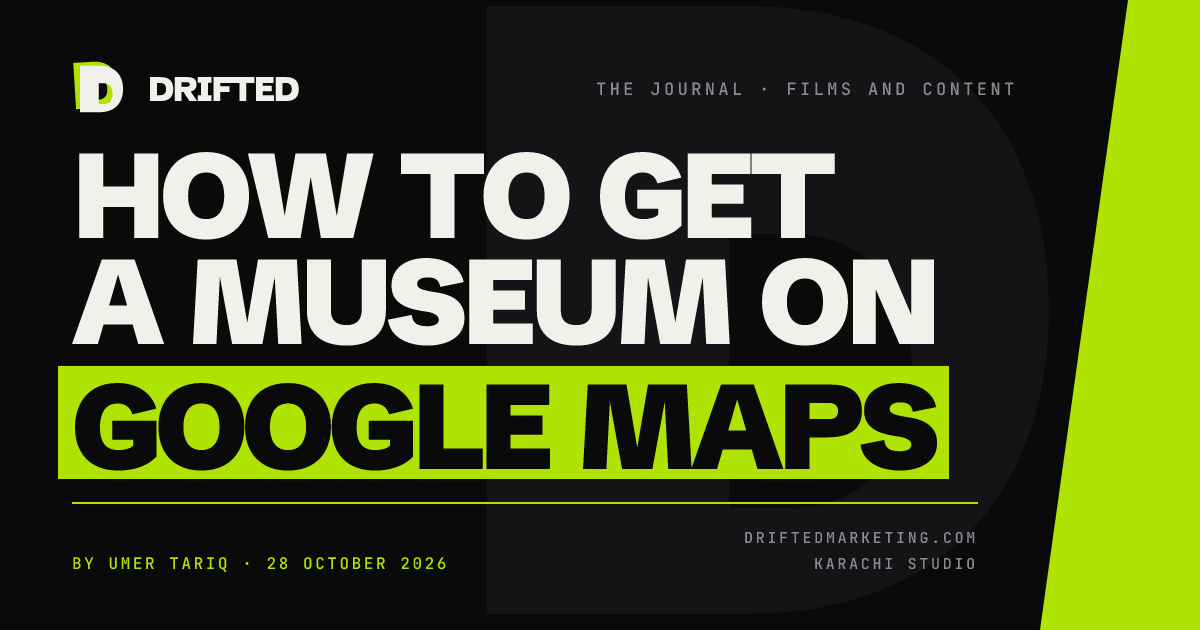 DRIFTED
THE JOURNAL · FILMS AND CONTENT
HOW TO GET
A MUSEUM ON
GOOGLE MAPS
DRIFTEDMARKETING.COM
BY UMER TARIQ · 28 OCTOBER 2026
KARACHI STUDIO